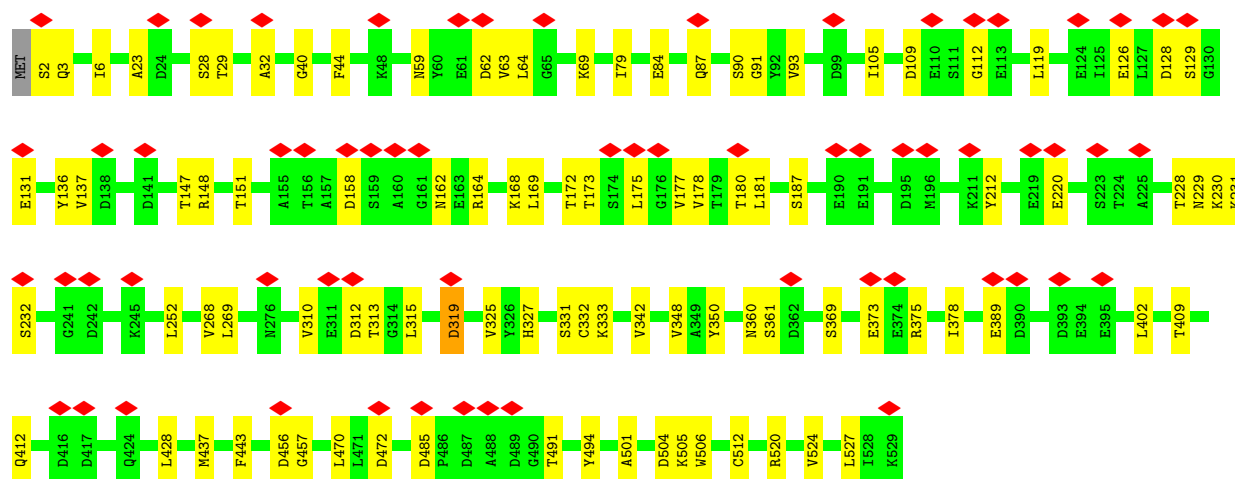 MET S2 Q3 I6 A23 D24 S28 T29 A32 G40 F44 K48 N59 Y60 E61 D62 V63 L64 G65 K69 I79 E84 Q87 S90 G91 Y92 V93 D99 I105 D109 E110 S111 G112 E113 L119 E124 I125 E126 L127 D128 S129 G130
E131 Y136 V137 D138 D141 T147 R148 T151 A155 T156 A157 D158 S159 A160 G161 N162 E163 R164 K168 L169 T172 T173 S174 L175 G176 V177 V178 T179 T180 L181 S187 E190 E191 D195 M196 K211 Y212 E219 E220 S223 T224 A225 T228 N229 K230
S232 G241 D242 K245 L252 V268 L269 N276 V310 E311 D312 T313 G314 L315 D319 V325 Y326 H327 S331 C332 K333 V342 V348 A349 Y350 N360 S361 D362 S369 E373 E374 R375 I378 E389 D390 D393 E394 E395 L402 T409
Q412 D416 D417 Q424 L428 M437 F443 D456 G457 L470 L471 D472 D485 P486 D487 A488 D489 G490 T491 Y494 A501 D504 K505 W506 C512 R520 V524 L527 I528 K529